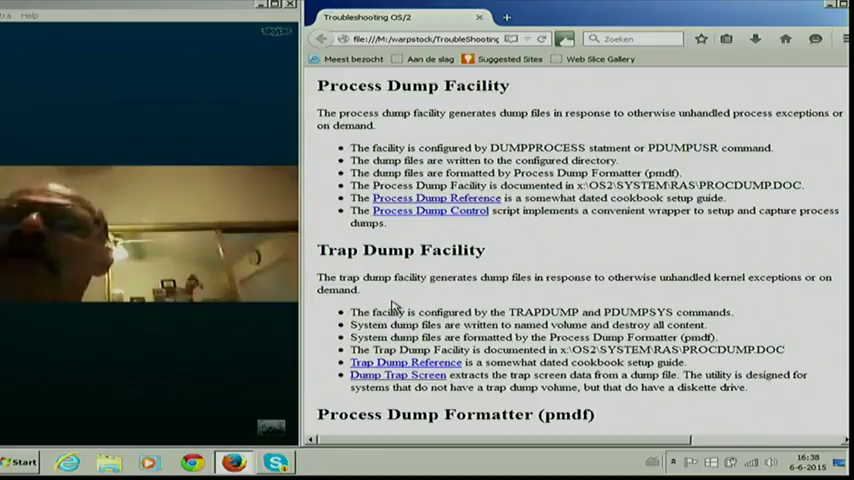 tra Help
skype
Troubleshooting OS/2
file:///M:/warpstock/TroubleShooting
Zoeken
Meest bezocht
Aan de slag
Suggested Sites
Web Slice Gallery
Process Dump Facility
The process dump facility generates dump files in response to otherwise unhandled process exceptions or
on demand.
The facility is configured by DUMPPROCESS statment or PDUMPUSR command.
The dump files are written to the configured directory.
The dump files are formatted by Process Dump Formatter (pmdf).
The Process Dump Facility is documented in x:\OS2\SYSTEM\RAS\PROCDUMP.DOC.
The Process Dump Reference is a somewhat dated cookbook setup guide.
The Process Dump Control script implements a convenient wrapper to setup and capture process
dumps.
Trap Dump Facility
The trap dump facility generates dump files in response to otherwise unhandled kernel exceptions or on
demand.
The facility is configured by the TRAPDUMP and PDUMPSYS commands.
System dump files are written to named volume and destroy all content.
System dump files are formatted by the Process Dump Formatter (pmdf).
The Trap Dump Facility is documented in x:\OS2\SYSTEM\RAS\PROCDUMP.DOC
Trap Dump Reference is a somewhat dated cookbook setup guide.
Dump Trap Screen extracts the trap screen data from a dump file. The utility is designed for
systems that do not have a trap dump volume, but that do have a diskette drive.
Process Dump Formatter (pmdf)
Start
16:38
6-6-2015